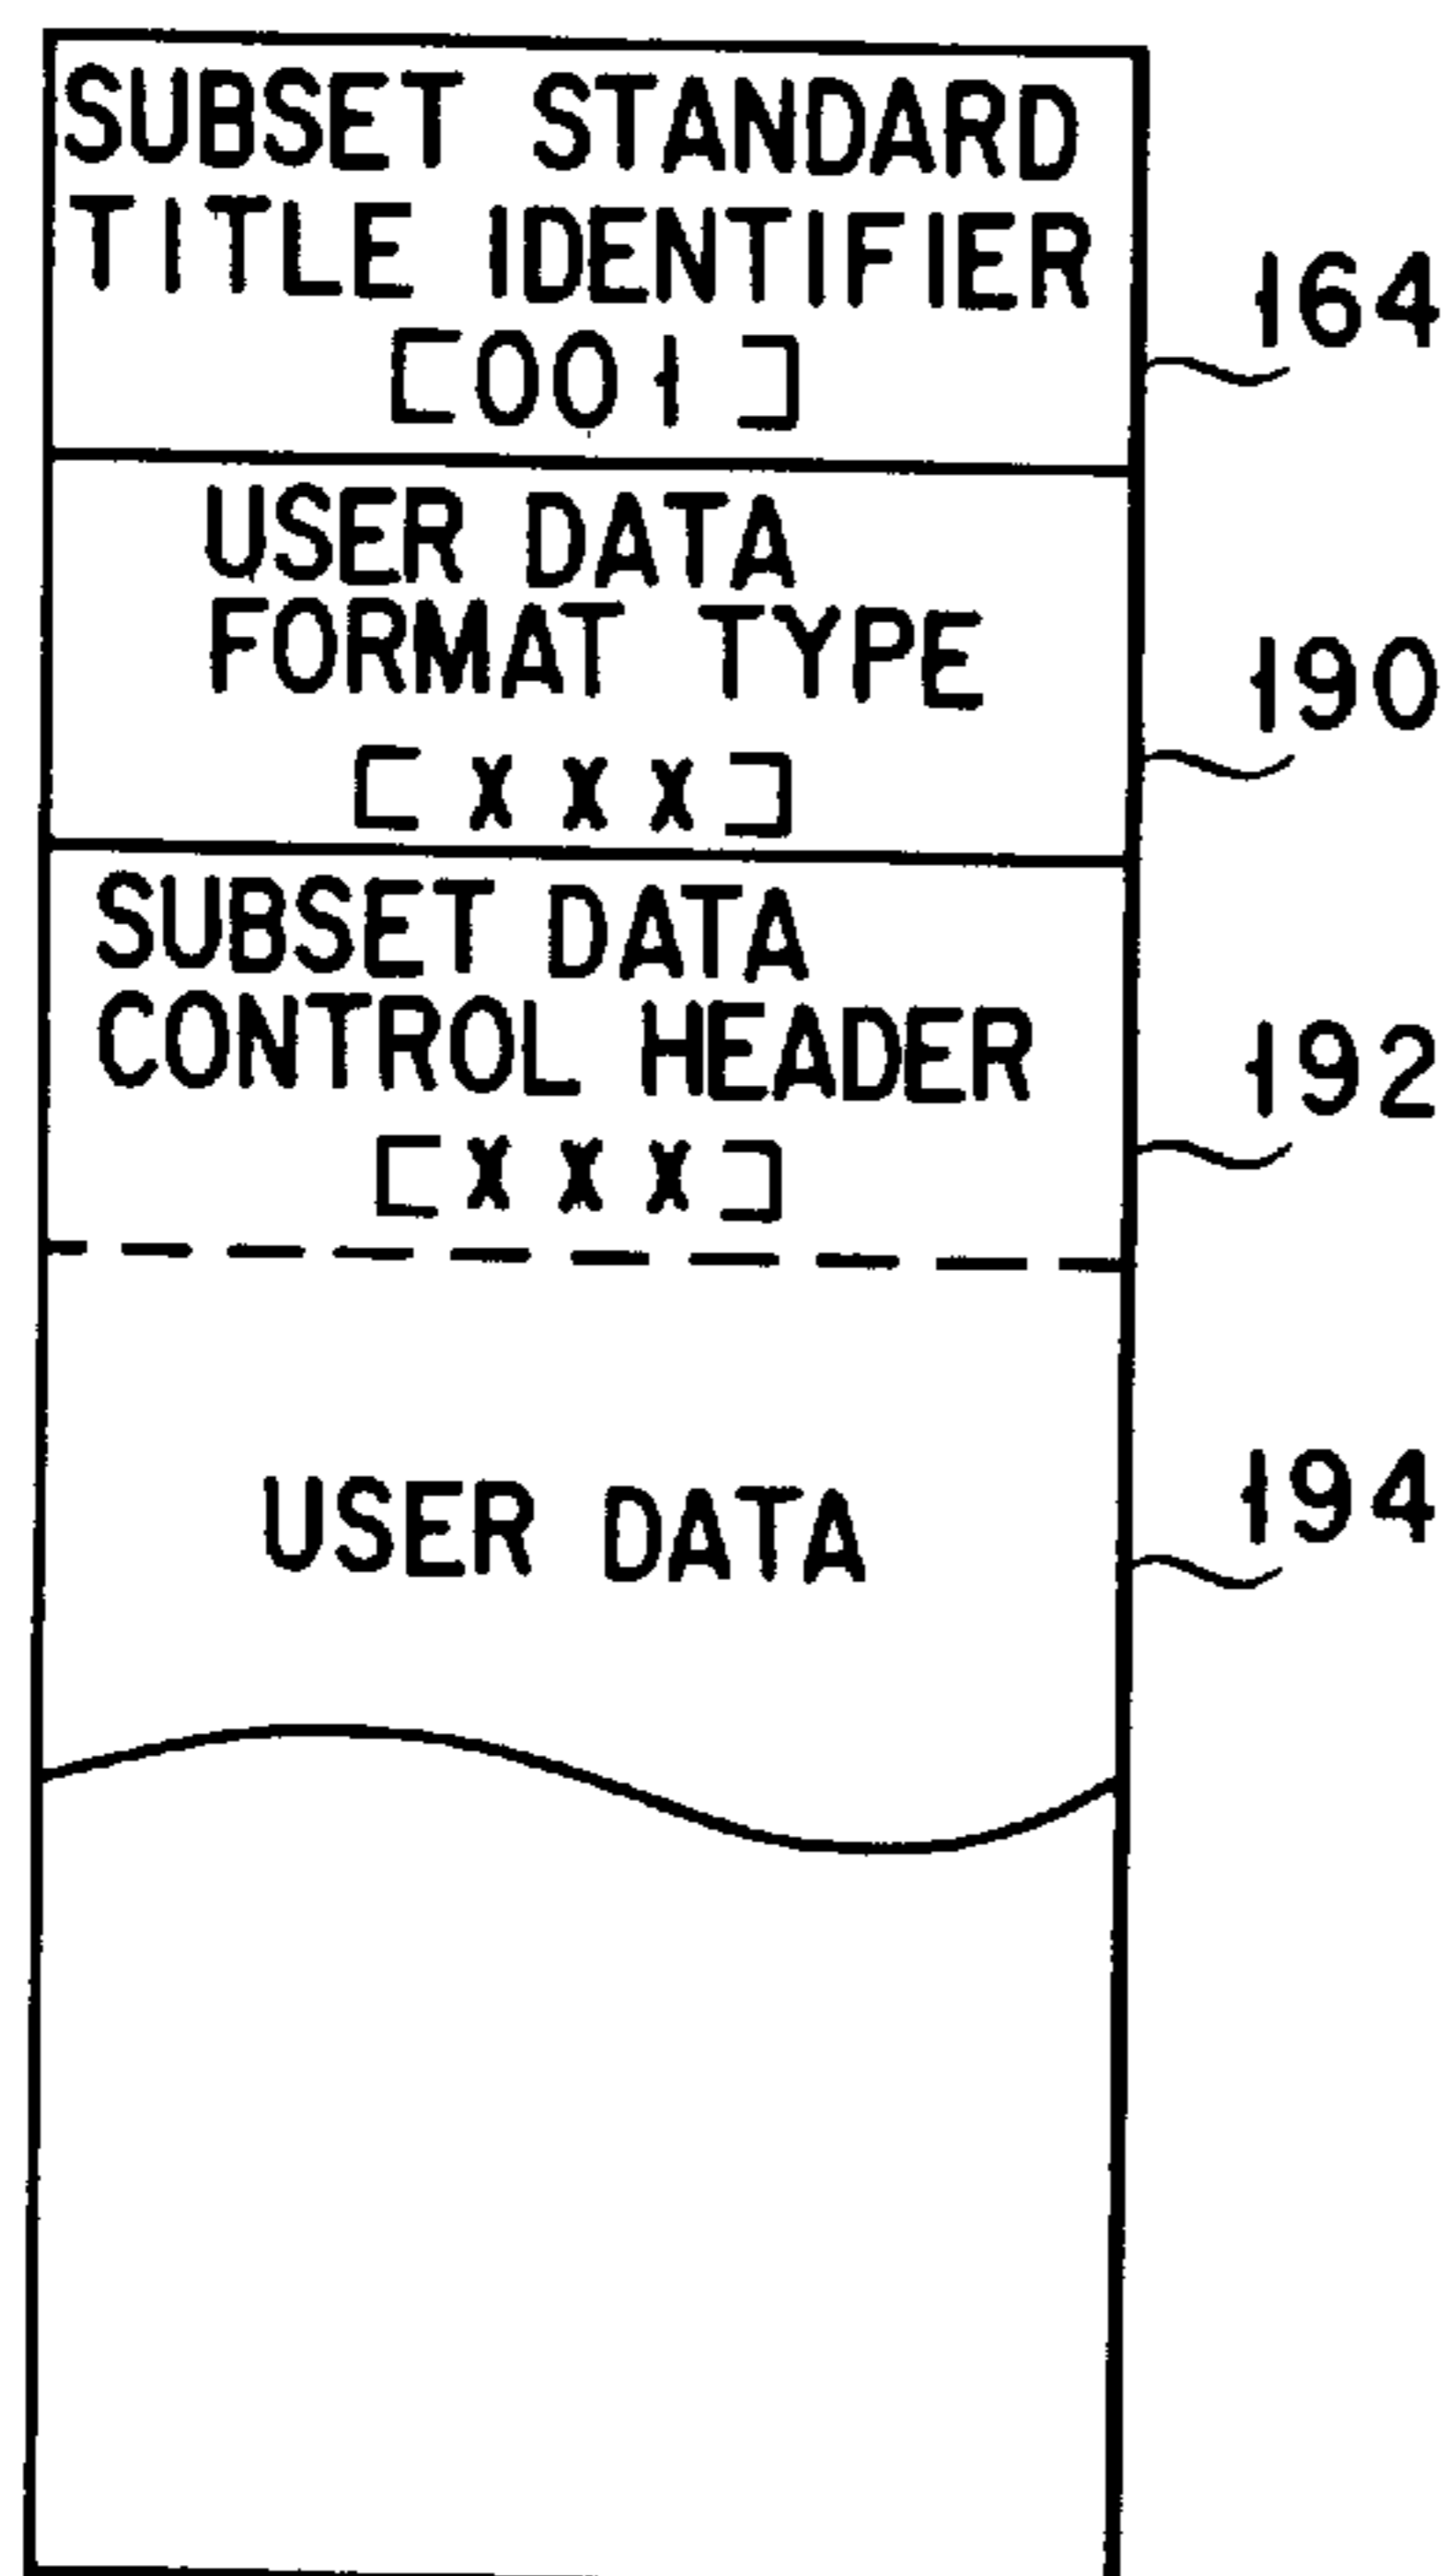 SUBSET STANDARD
TITLE IDENTIFIER
[001]
164
USER DATA
FORMAT TYPE
[xxx]
190
SUBSET DATA
CONTROL HEADER
[xxx]
192
USER DATA
194